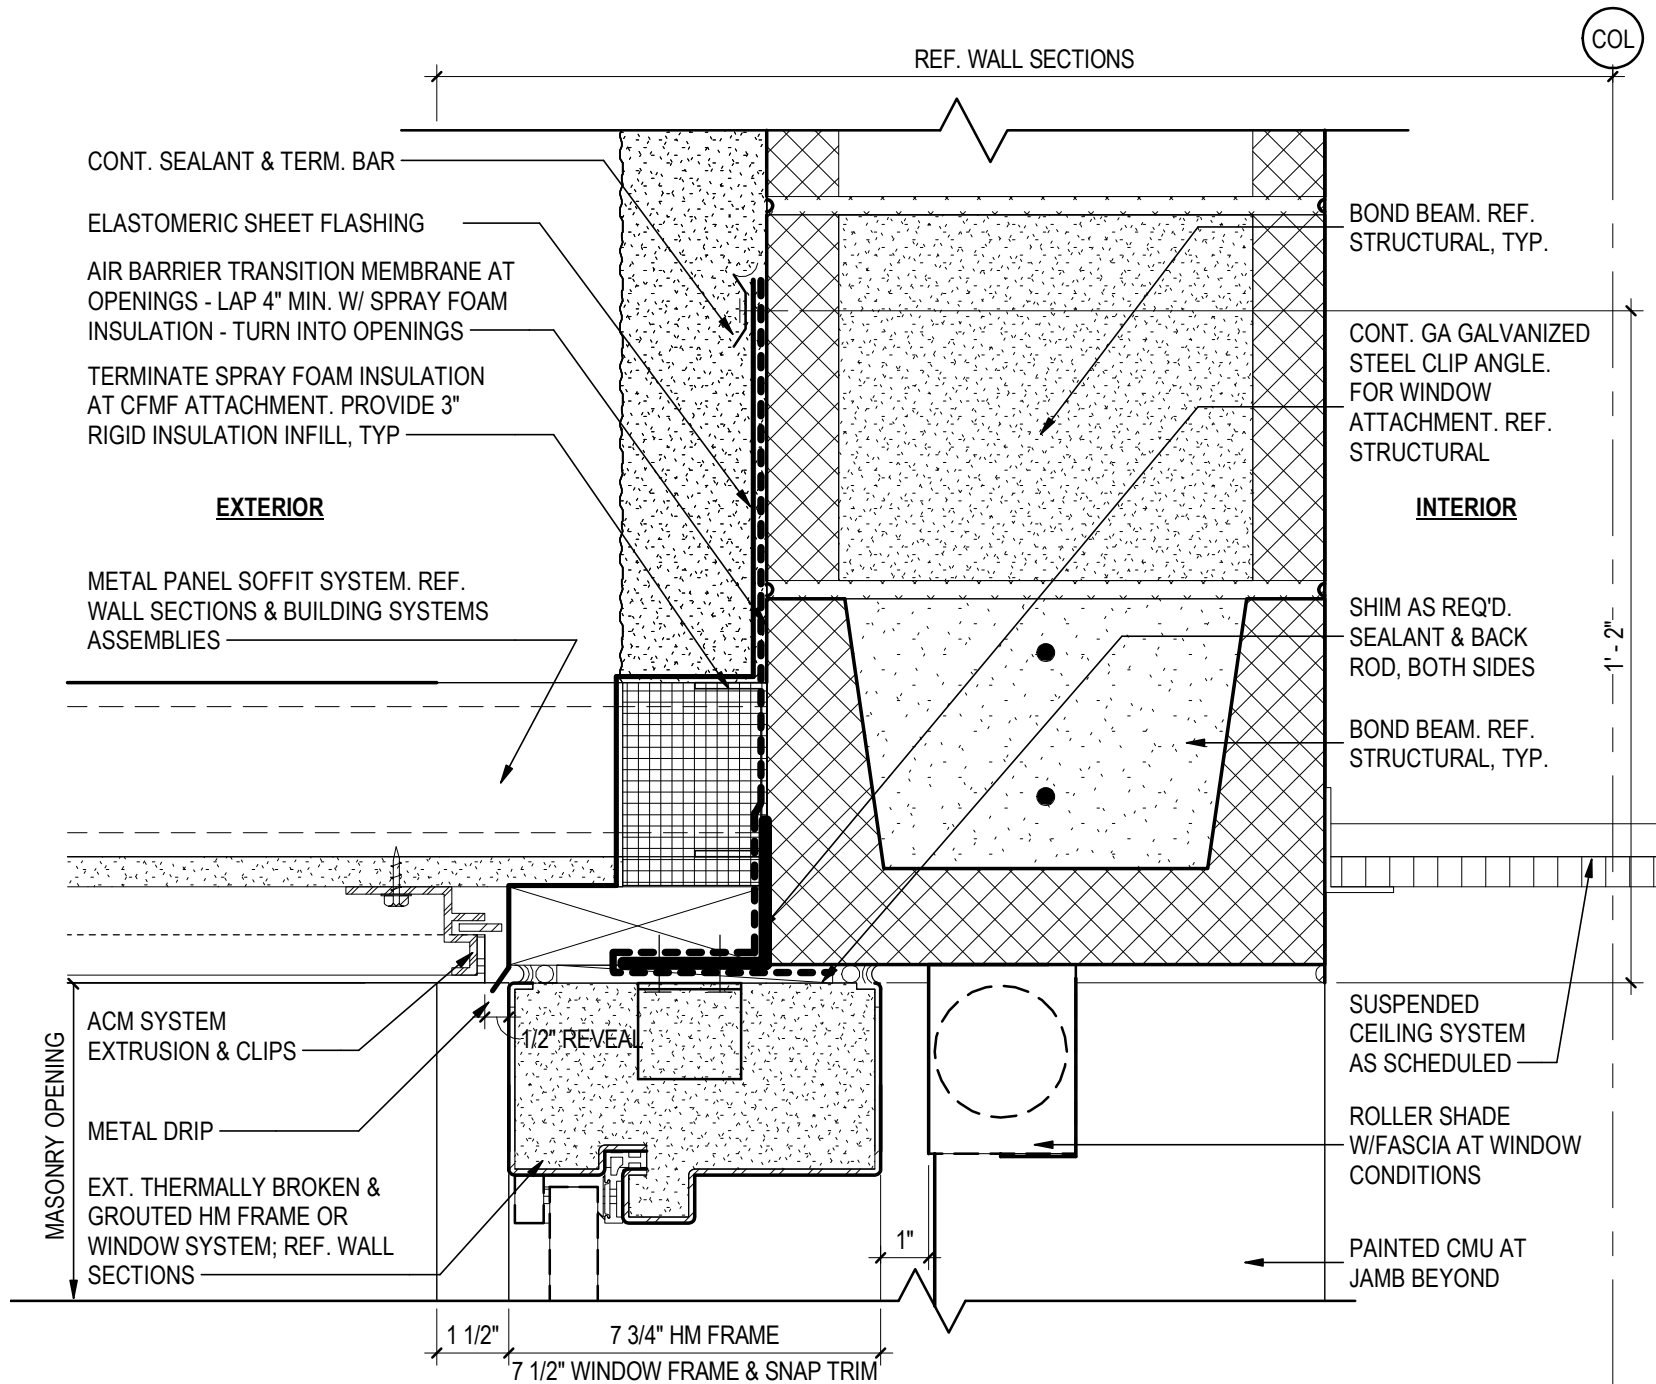 COL
REF. WALL SECTIONS
CONT. SEALANT & TERM. BAR
ELASTOMERIC SHEET FLASHING
AIR BARRIER TRANSITION MEMBRANE AT
OPENINGS - LAP 4" MIN. W/ SPRAY FOAM
INSULATION - TURN INTO OPENINGS
TERMINATE SPRAY FOAM INSULATION
AT CFMF ATTACHMENT. PROVIDE 3"
RIGID INSULATION INFILL, TYP
EXTERIOR
METAL PANEL SOFFIT SYSTEM. REF.
WALL SECTIONS & BUILDING SYSTEMS
ASSEMBLIES
ACM SYSTEM
EXTRUSION & CLIPS
METAL DRIP
EXT. THERMALLY BROKEN &
GROUTED HM FRAME OR
WINDOW SYSTEM; REF. WALL
SECTIONS
MASONRY OPENING
1/2" REVEAL
BOND BEAM. REF.
STRUCTURAL, TYP.
CONT. GA GALVANIZED
STEEL CLIP ANGLE.
FOR WINDOW
ATTACHMENT. REF.
STRUCTURAL
INTERIOR
SHIM AS REQ'D.
SEALANT & BACK
ROD, BOTH SIDES
1' - 2"
BOND BEAM. REF.
STRUCTURAL, TYP.
SUSPENDED
CEILING SYSTEM
AS SCHEDULED
ROLLER SHADE
W/FASCIA AT WINDOW
CONDITIONS
PAINTED CMU AT
JAMB BEYOND
1"
1 1/2"
7 3/4" HM FRAME
7 1/2" WINDOW FRAME & SNAP TRIM